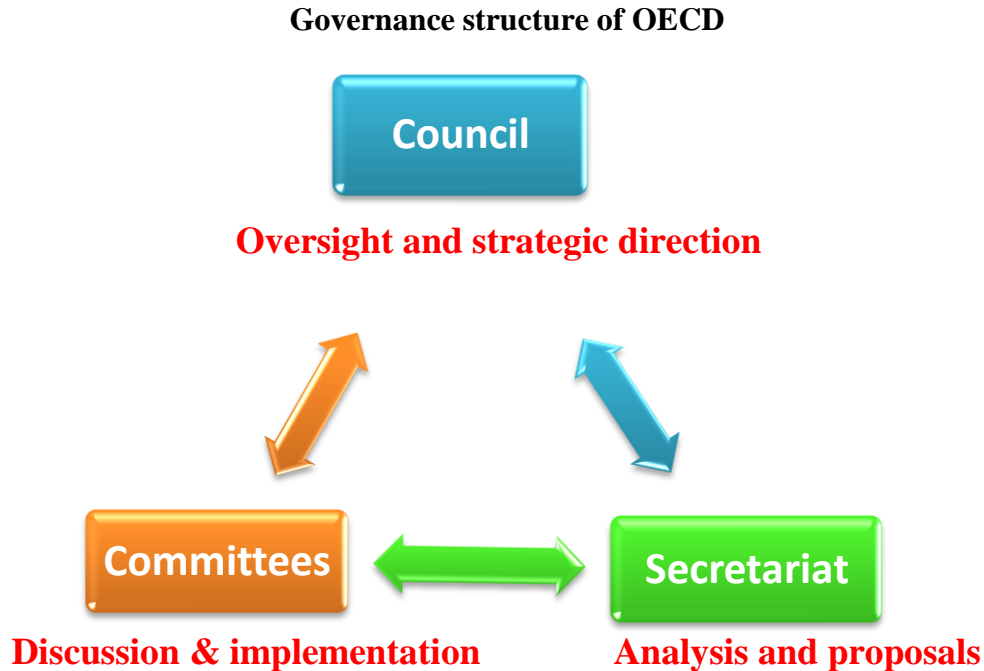 Governance structure of OECD
Council
Oversight and strategic direction
Committees
Secretariat
Discussion & implementation
Analysis and proposals